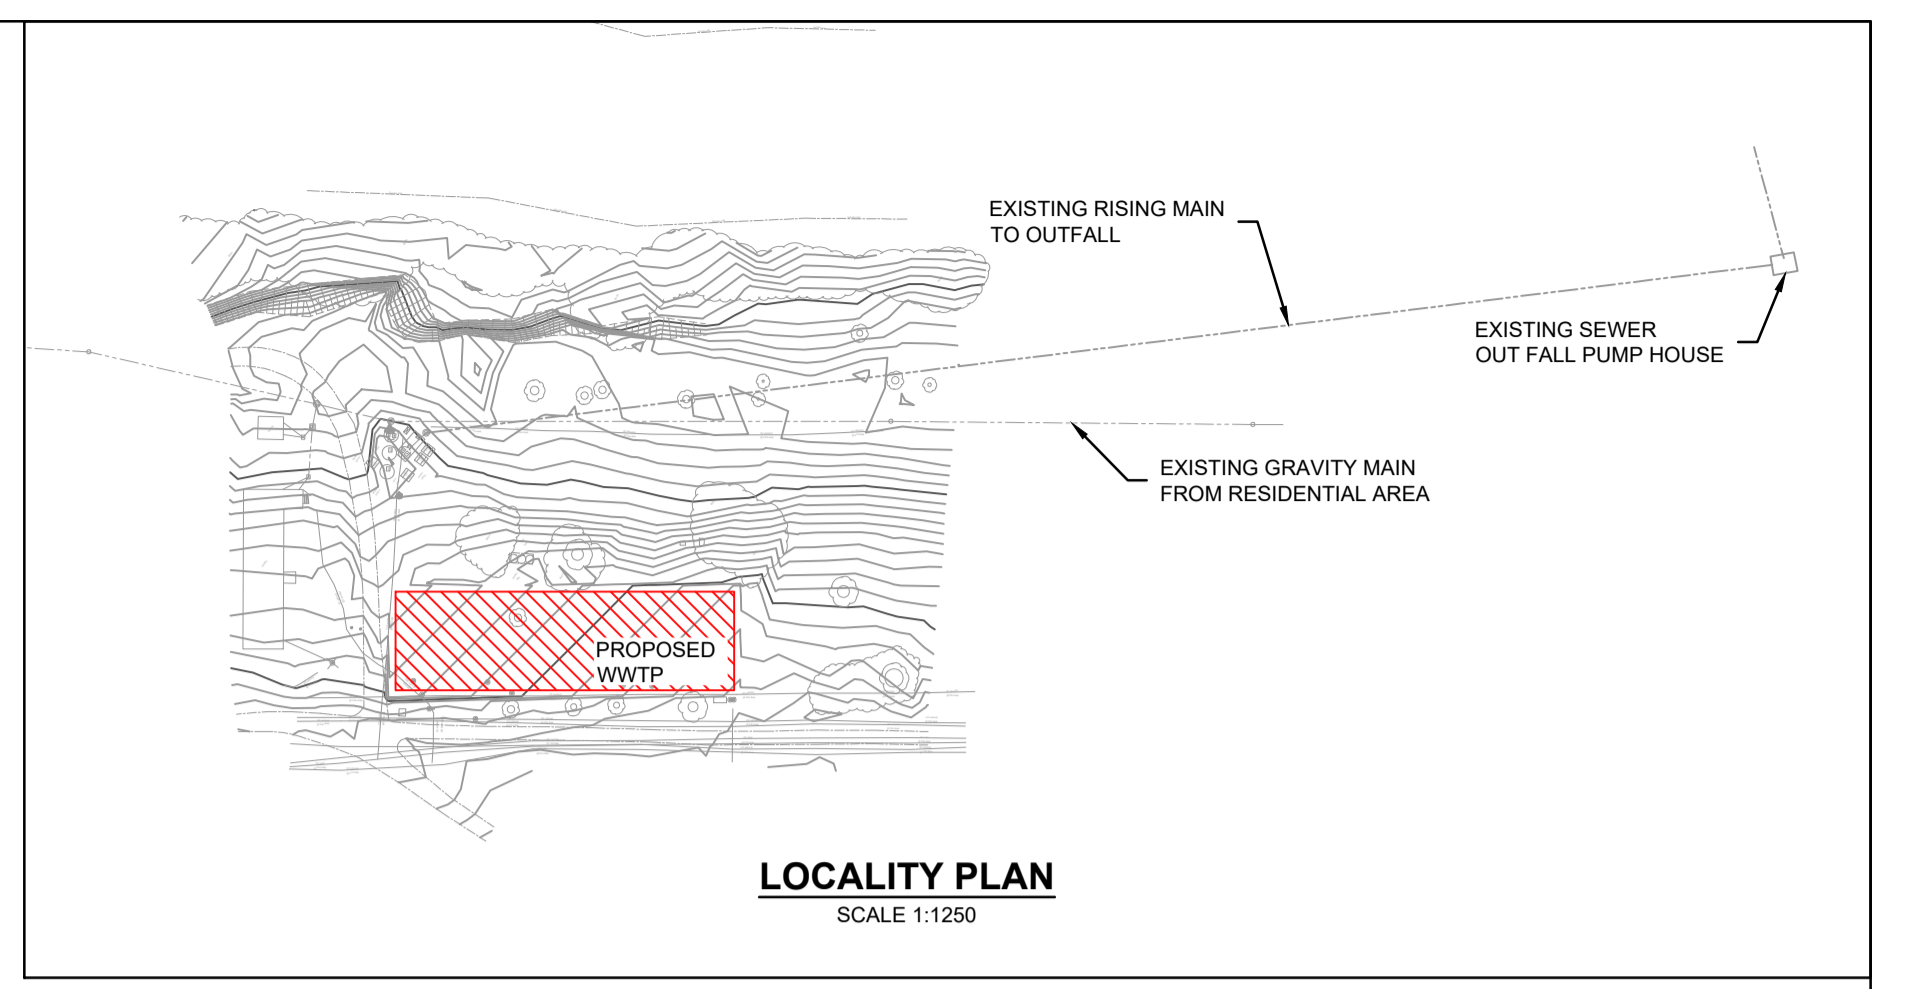 EXISTING RISING MAIN
TO OUTFALL
EXISTING SEWER
OUT FALL PUMP HOUSE
EXISTING GRAVITY MAIN
FROM RESIDENTIAL AREA
PROPOSED
WWTP
LOCALITY PLAN
SCALE 1:1250